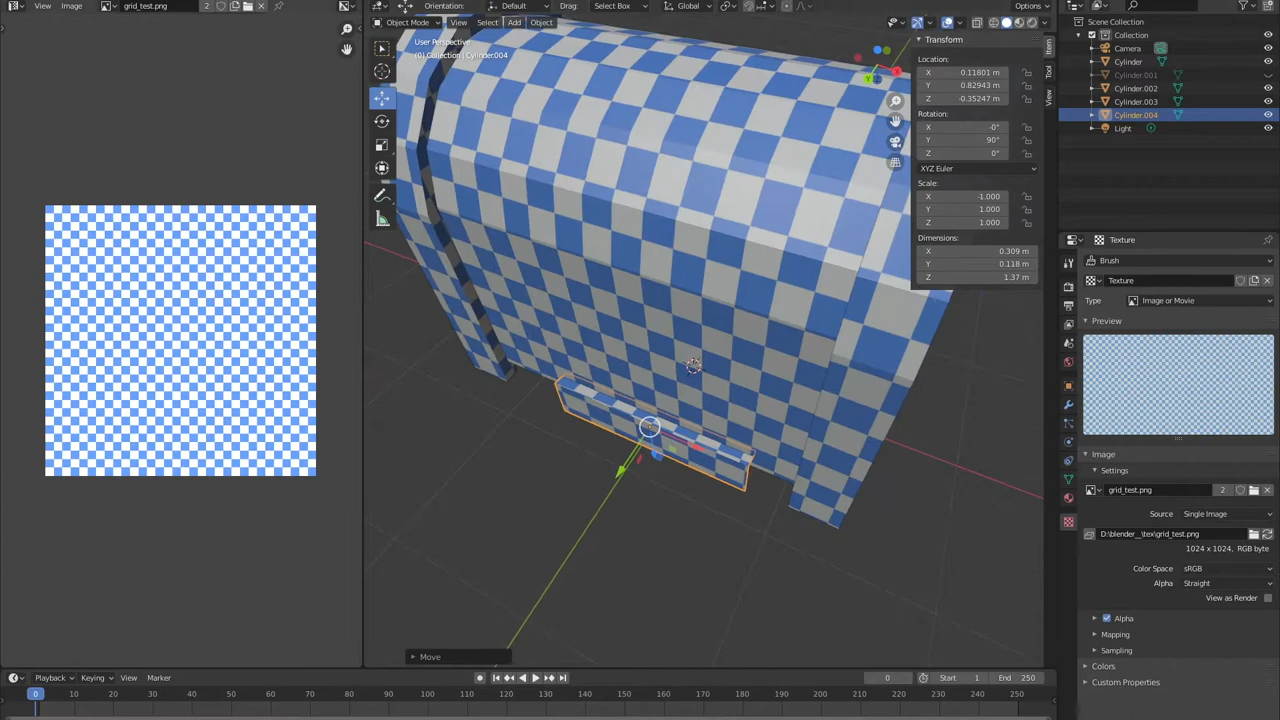 View Image grid_test.png 2
Orientation: Default Drag: Select Box Global Options
Object Mode View Select Add Object
User Perspective
(0) Collection | Cylinder.004
Transform
Location:
X 0.11801 m
Y 0.82943 m
Z -0.35247 m
Rotation:
X -0°
Y 90°
Z 0°
XYZ Euler
Scale:
X -1.000
Y 1.000
Z 1.000
Dimensions:
X 0.309 m
Y 0.118 m
Z 1.37 m
Item
Tool
View
Y
Move
Scene Collection
Collection
Camera
Cylinder
Cylinder.001
Cylinder.002
Cylinder.003
Cylinder.004
Light
Texture
Brush
Texture
Type Image or Movie
Preview
Image
Settings
grid_test.png 2
Source Single Image
D:\blender__\tex\grid_test.png
1024 x 1024, RGB byte
Color Space sRGB
Alpha Straight
View as Render
Alpha
Mapping
Sampling
Colors
Custom Properties
Playback Keying View Marker 0 Start 1 End 250
0 10 20 30 40 50 60 70 80 90 100 110 120 130 140 150 160 170 180 190 200 210 220 230 240 250